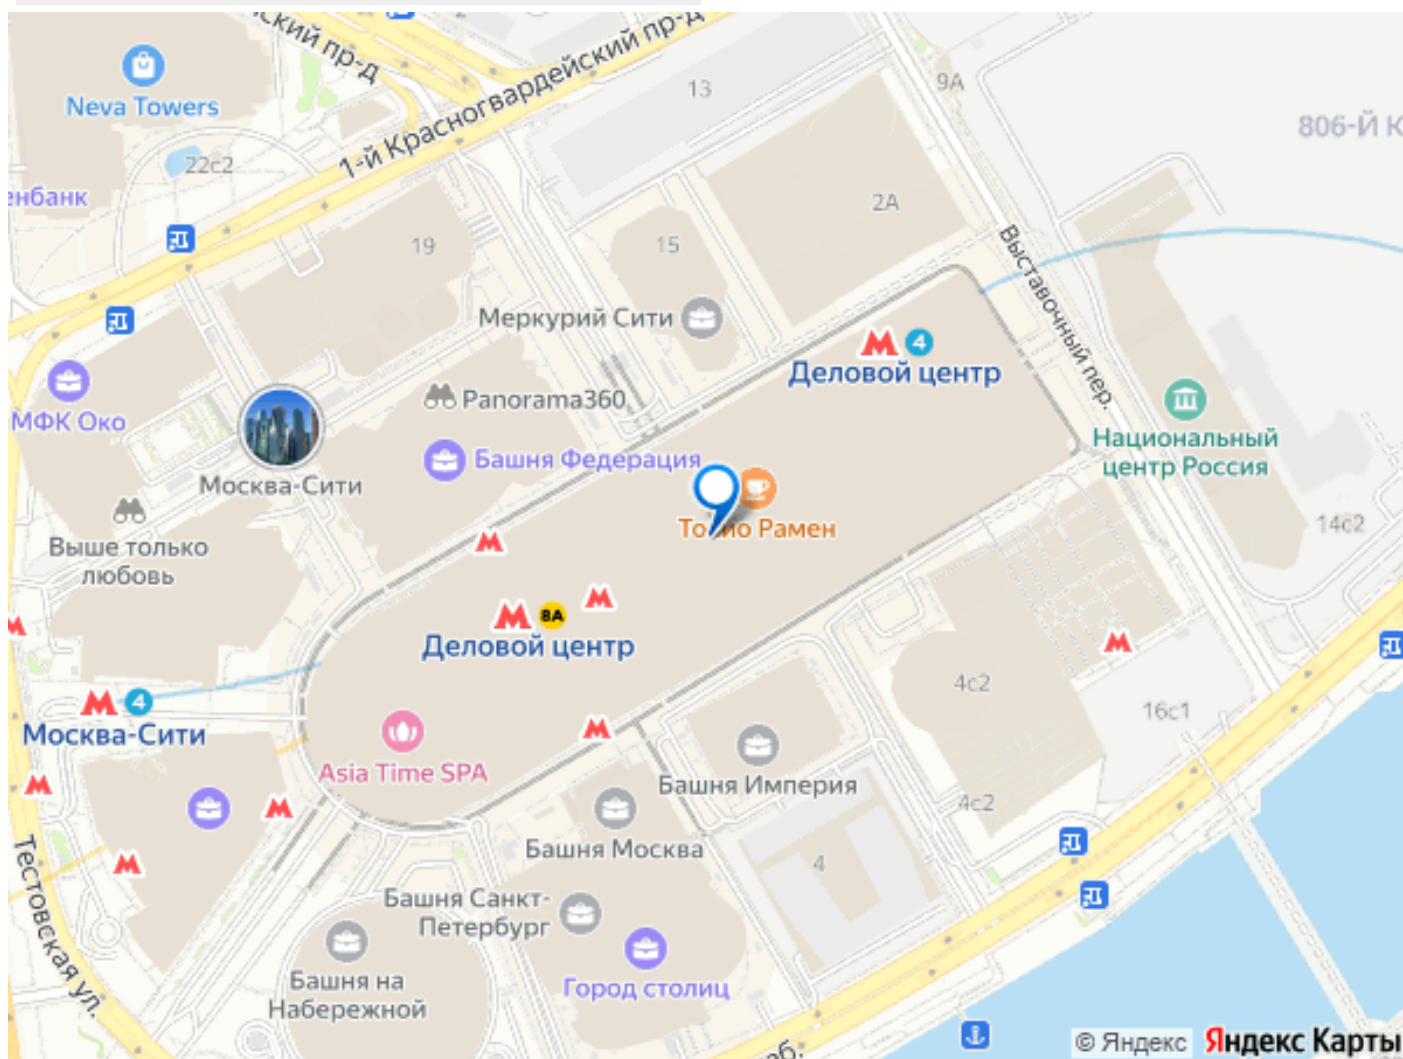 ский пр-д
1-й Красногвардейский пр-д
Neva Towers
22с2
енбанк
13
9А
806-Й К
2А
19
15
Выставочный пер.
Меркурий Сити
4
Деловой центр
МФК Око
Panorama360
Москва-Сити
Башня Федерация
Национальный
центр Россия
Выше только
любовь
Рамен
14с2
8А
Деловой центр
4
Москва-Сити
4с2
16с1
Asia Time SPA
Башня Империя
4с2
Башня Москва
4
Тестовская ул.
Башня Санкт-
Петербург
Башня на
Набережной
Город столиц
наб.
© Яндекс Яндекс Карты